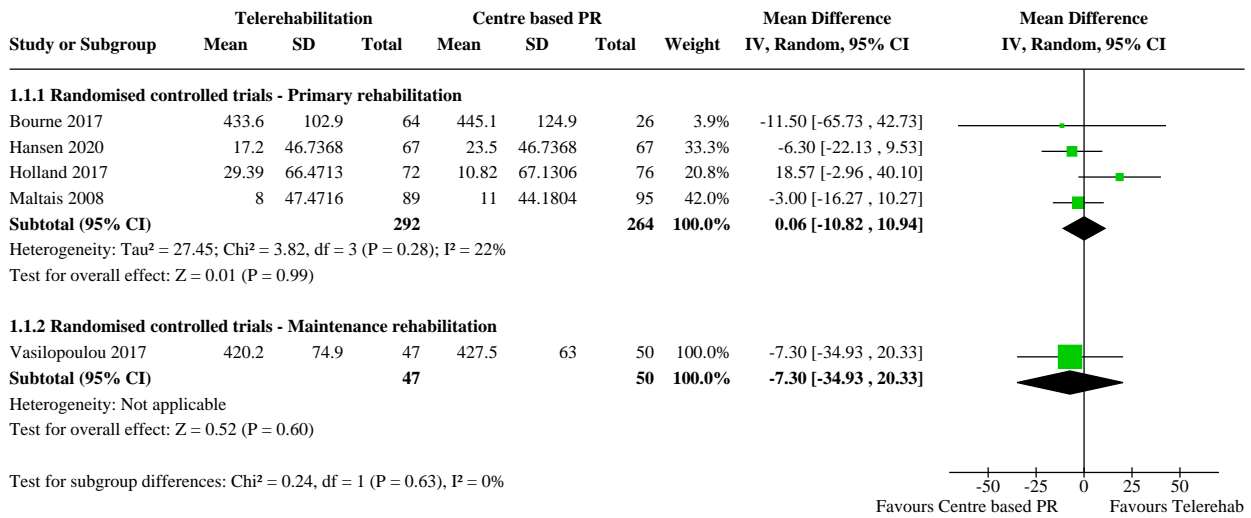 Telerehabilitation Centre based PR Mean Difference Mean Difference
Study or Subgroup Mean SD Total Mean SD Total Weight IV, Random, 95% CI IV, Random, 95% CI
1.1.1 Randomised controlled trials - Primary rehabilitation
Bourne 2017 433.6 102.9 64 445.1 124.9 26 3.9% -11.50 [-65.73 , 42.73]
Hansen 2020 17.2 46.7368 67 23.5 46.7368 67 33.3% -6.30 [-22.13 , 9.53]
Holland 2017 29.39 66.4713 72 10.82 67.1306 76 20.8% 18.57 [-2.96 , 40.10]
Maltais 2008 8 47.4716 89 11 44.1804 95 42.0% -3.00 [-16.27 , 10.27]
Subtotal (95% CI) 292 264 100.0% 0.06 [-10.82 , 10.94]
Heterogeneity: Tau² = 27.45; Chi² = 3.82, df = 3 (P = 0.28); I² = 22%
Test for overall effect: Z = 0.01 (P = 0.99)
1.1.2 Randomised controlled trials - Maintenance rehabilitation
Vasilopoulou 2017 420.2 74.9 47 427.5 63 50 100.0% -7.30 [-34.93 , 20.33]
Subtotal (95% CI) 47 50 100.0% -7.30 [-34.93 , 20.33]
Heterogeneity: Not applicable
Test for overall effect: Z = 0.52 (P = 0.60)
Test for subgroup differences: Chi² = 0.24, df = 1 (P = 0.63), I² = 0%
-50 -25 0 25 50
Favours Centre based PR Favours Telerehab